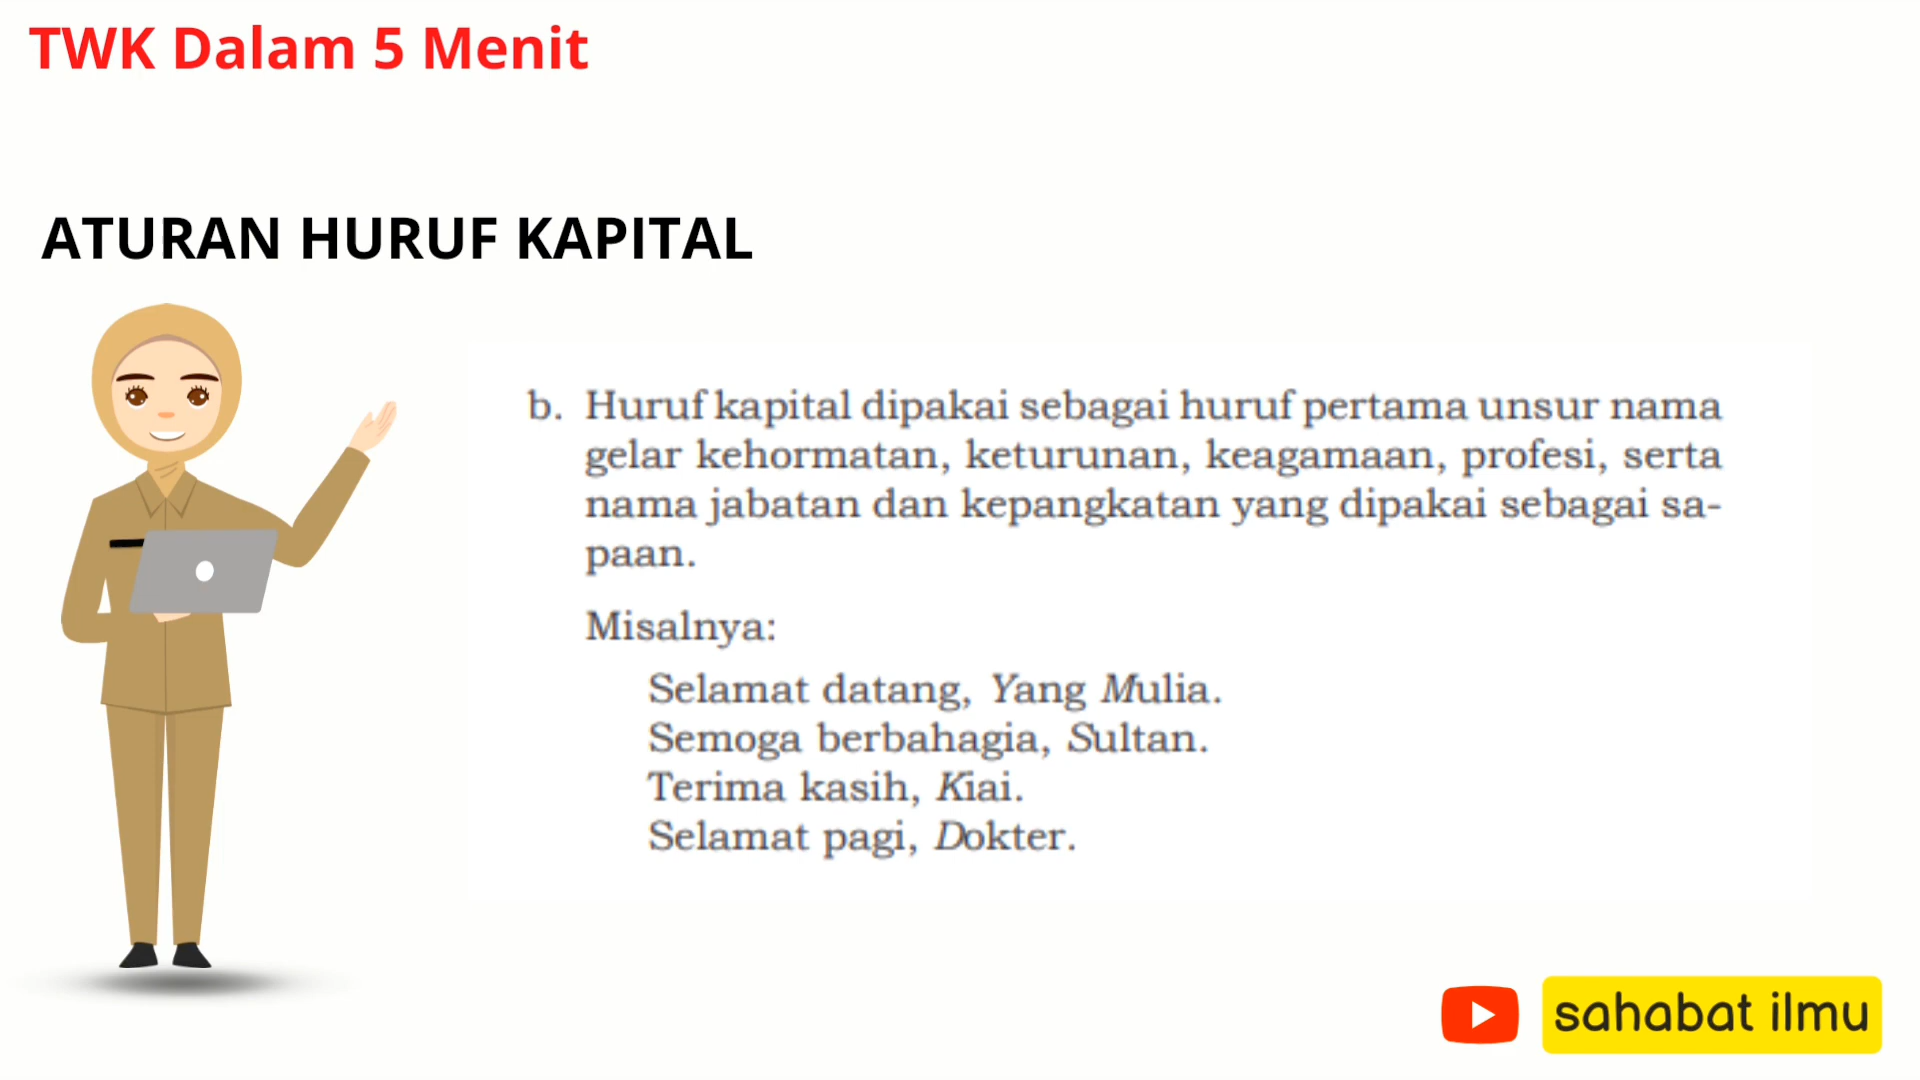 TWK Dalam 5 Menit
ATURAN HURUF KAPITAL
b. Huruf kapital dipakai sebagai huruf pertama unsur nama
gelar kehormatan, keturunan, keagamaan, profesi, serta
nama jabatan dan kepangkatan yang dipakai sebagai sa-
paan.
Misalnya:
Selamat datang, Yang Mulia.
Semoga berbahagia, Sultan.
Terima kasih, Kiai.
Selamat pagi, Dokter.
sahabat ilmu